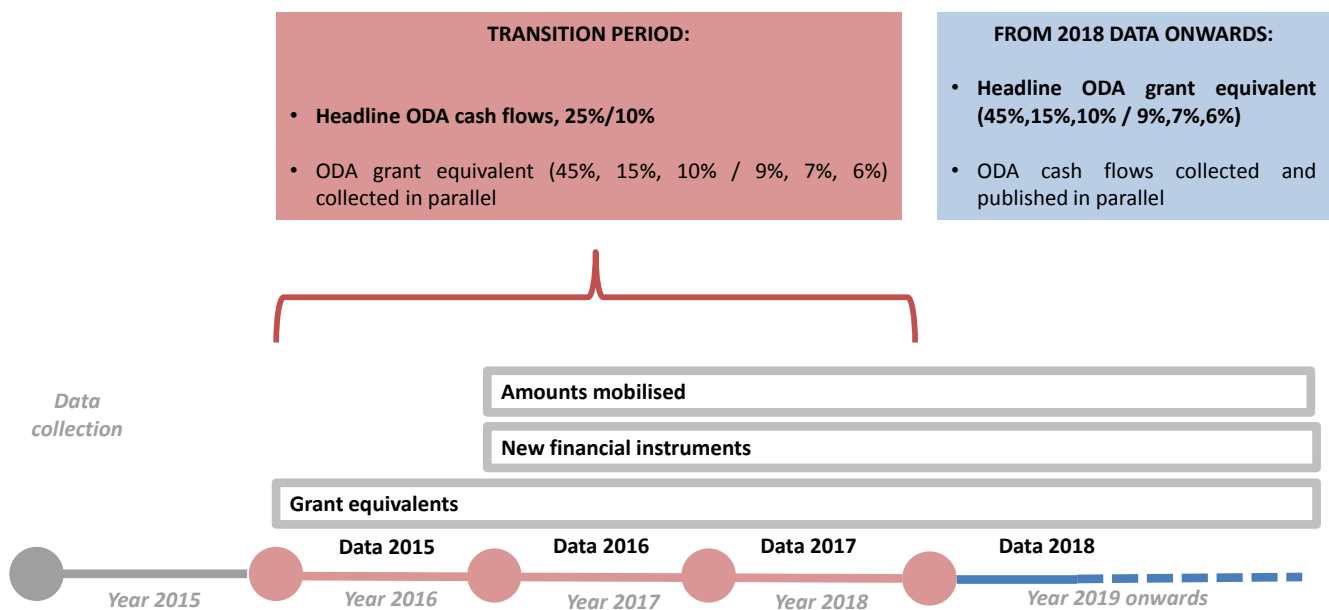 TRANSITION PERIOD:
• Headline ODA cash flows, 25%/10%
• ODA grant equivalent (45%, 15%, 10% / 9%, 7%, 6%)
collected in parallel
FROM 2018 DATA ONWARDS:
• Headline ODA grant equivalent
(45%,15%,10% / 9%,7%,6%)
• ODA cash flows collected and
published in parallel
Data
collection
Amounts mobilised
New financial instruments
Grant equivalents
Data 2015
Data 2016
Data 2017
Data 2018
Year 2015
Year 2016
Year 2017
Year 2018
Year 2019 onwards